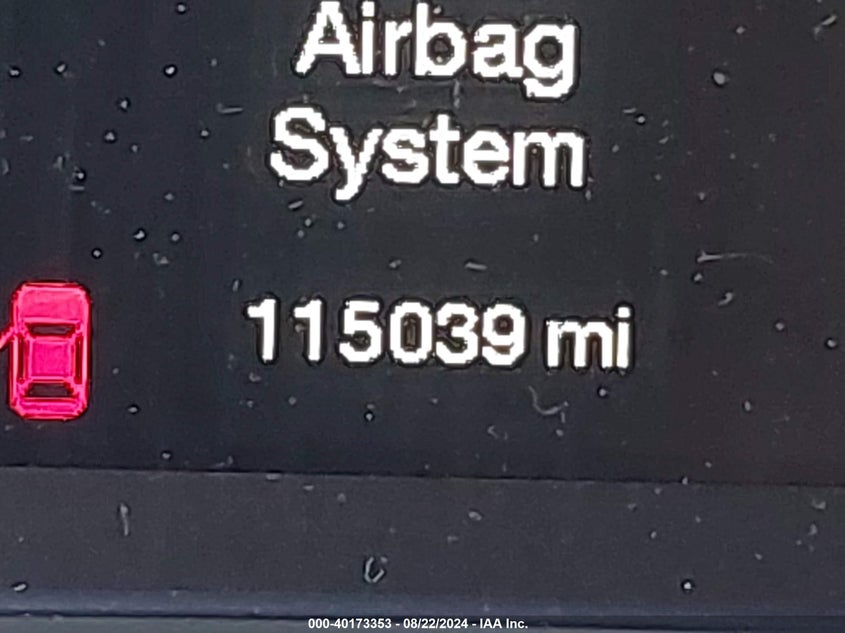 Airbag
System
115039 mi
000-40173353 - 08/22/2024 - IAA Inc.